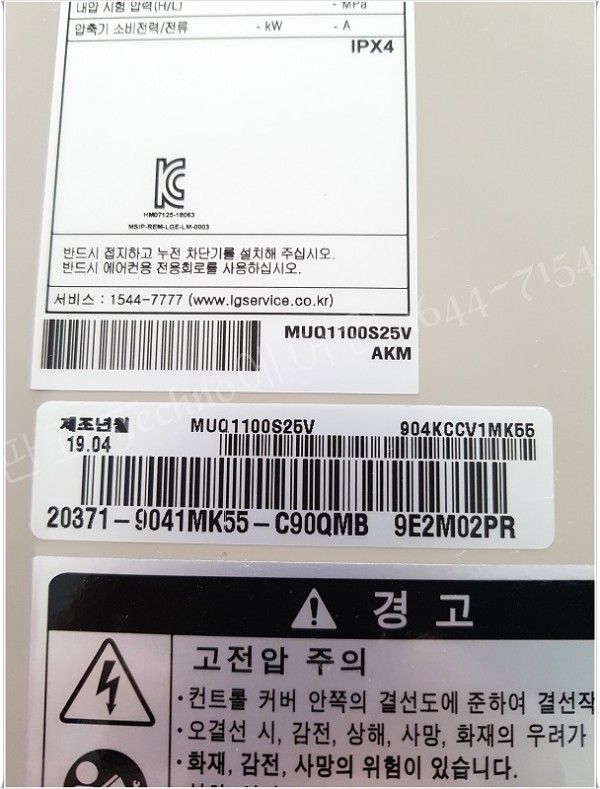 내압 시험 압력(H/L) - MPa
압축기 소비전력/전류 - kW - A
IPX4
HM07125-18063
MSIP-REM-LGE-LM-0003
반드시 접지하고 누전 차단기를 설치해 주십시오.
반드시 에어컨용 전용회로를 사용하십시오.
서비스 : 1544-7777 (www.lgservice.co.kr)
MUQ1100S25V
AKM
제조년월 MUQ1100S25V 904KCCV1MK55
19.04
20371-9041MK55-C90QMB 9E2M02PR
경고
고전압 주의
·컨트롤 커버 안쪽의 결선도에 준하여 결선작
·오결선 시, 감전, 상해, 사망, 화재의 우려가
·화재, 감전, 사망의 위험이 있습니다.